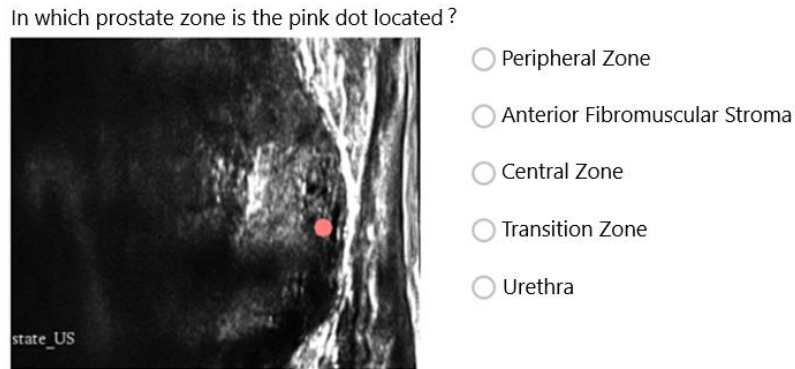 In which prostate zone is the pink dot located?
Peripheral Zone
Anterior Fibromuscular Stroma
Central Zone
Transition Zone
Urethra
state_US